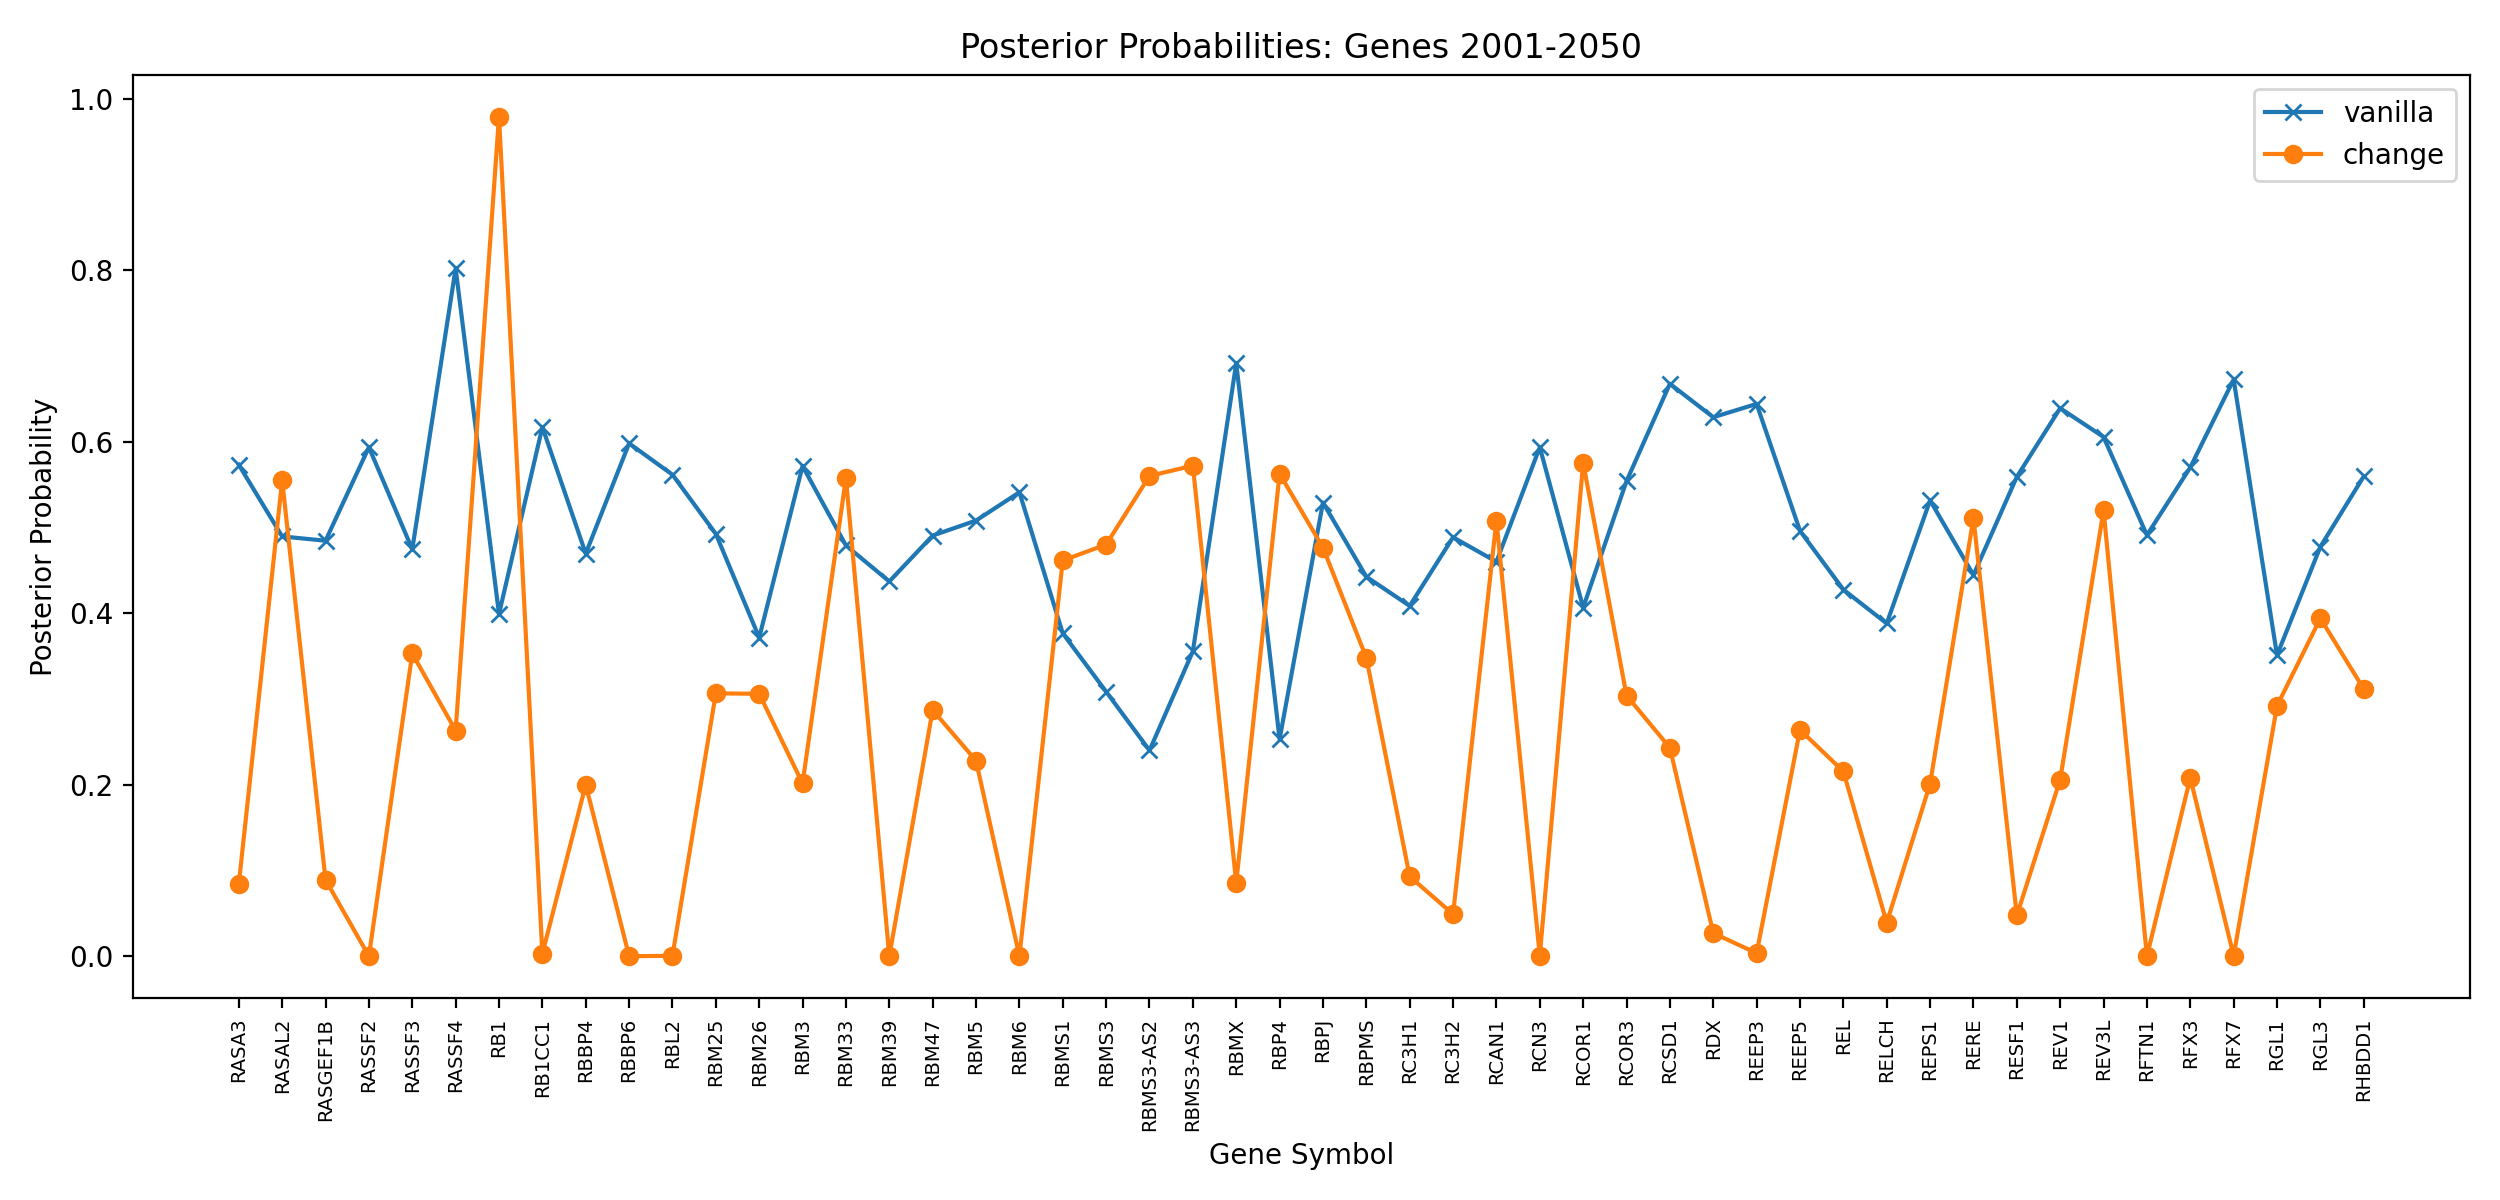 Posterior Probabilities: Genes 2001-2050
vanilla
change
Posterior Probability
1.0
0.8
0.6
0.4
0.2
0.0
RASA3
RASAL2
RASGEF1B
RASSF2
RASSF3
RASSF4
RB1
RB1CC1
RBBP4
RBBP6
RBL2
RBM25
RBM26
RBM3
RBM33
RBM39
RBM47
RBM5
RBM6
RBMS1
RBMS3
RBMS3-AS2
RBMS3-AS3
RBMX
RBP4
RBPJ
RBPMS
RC3H1
RC3H2
RCAN1
RCN3
RCOR1
RCOR3
RCSD1
RDX
REEP3
REEP5
REL
RELCH
REPS1
RERE
RESF1
REV1
REV3L
RFTN1
RFX3
RFX7
RGL1
RGL3
RHBDD1
Gene Symbol